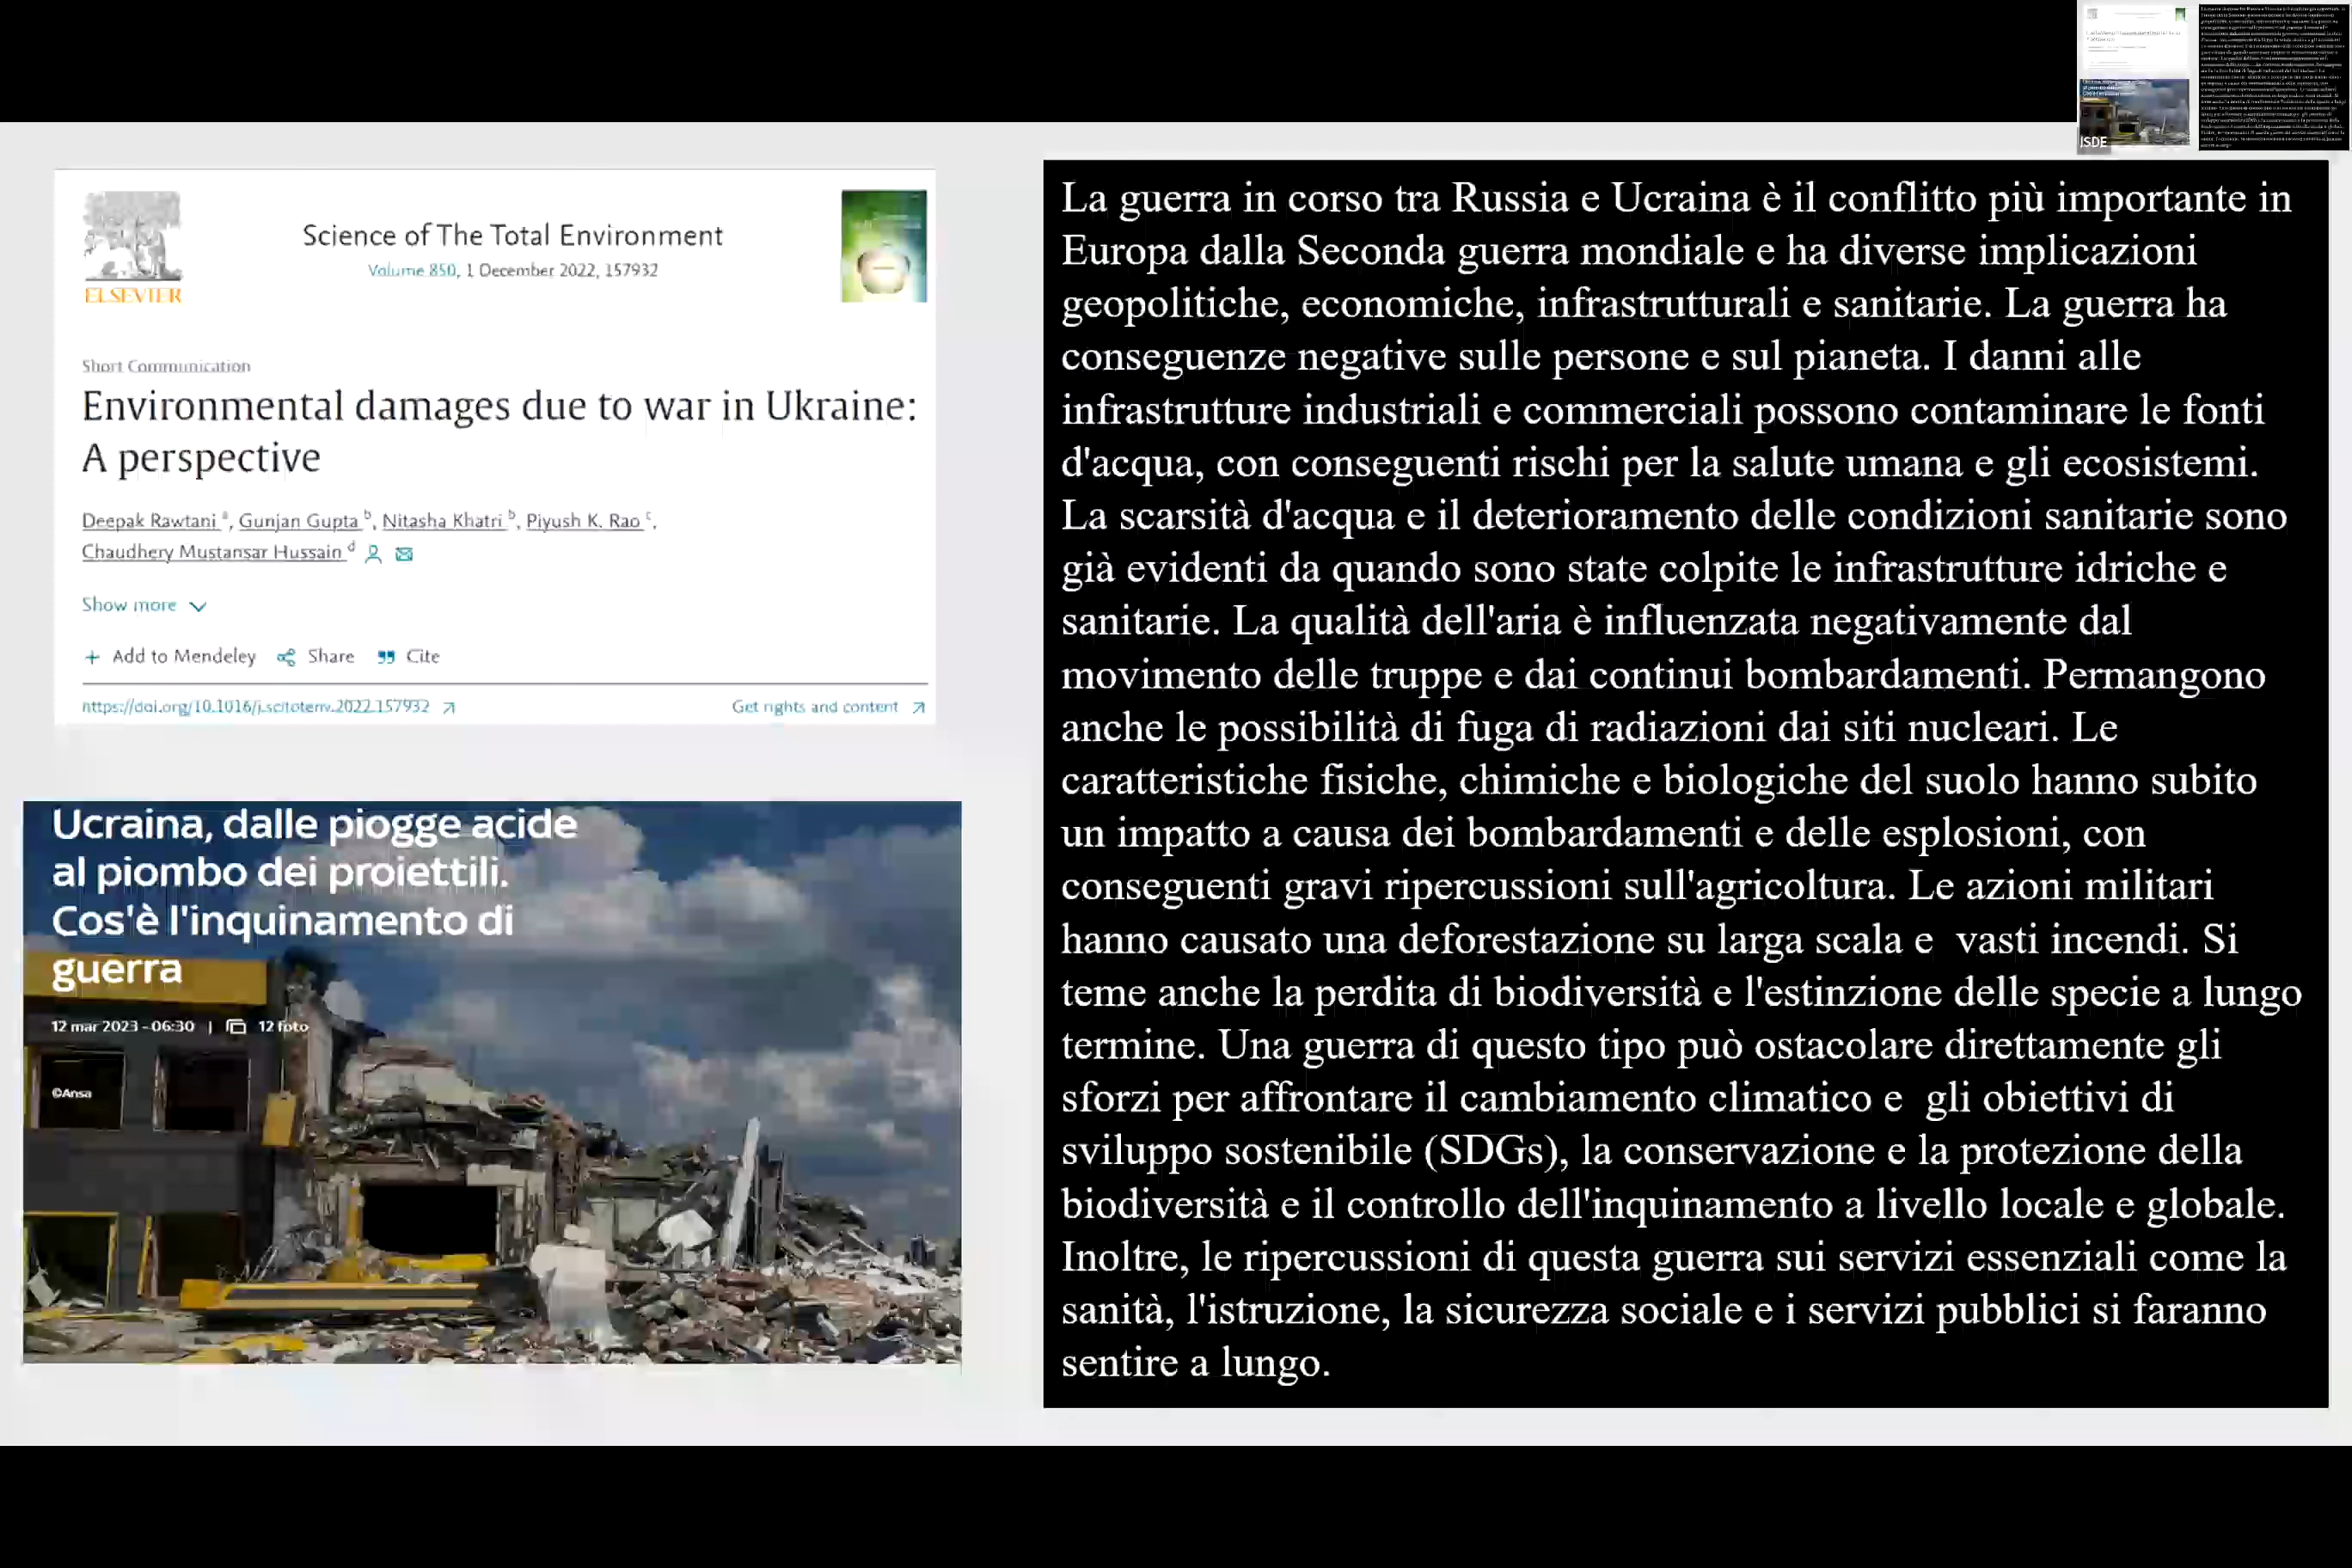 ISDE
ELSEVIER
Science of The Total Environment
Volume 850, 1 December 2022, 157932
Short Communication
Environmental damages due to war in Ukraine:
A perspective
Deepak Rawtani a, Gunjan Gupta b, Nitasha Khatri b, Piyush K. Rao c,
Chaudhery Mustansar Hussain d
Show more
+ Add to Mendeley Share Cite
https://doi.org/10.1016/j.scitotenv.2022.157932 Get rights and content
Ucraina, dalle piogge acide
al piombo dei proiettili.
Cos'è l'inquinamento di
guerra
12 mar 2023 - 06:30 | 12 foto
©Ansa
La guerra in corso tra Russia e Ucraina è il conflitto più importante in
Europa dalla Seconda guerra mondiale e ha diverse implicazioni
geopolitiche, economiche, infrastrutturali e sanitarie. La guerra ha
conseguenze negative sulle persone e sul pianeta. I danni alle
infrastrutture industriali e commerciali possono contaminare le fonti
d'acqua, con conseguenti rischi per la salute umana e gli ecosistemi.
La scarsità d'acqua e il deterioramento delle condizioni sanitarie sono
già evidenti da quando sono state colpite le infrastrutture idriche e
sanitarie. La qualità dell'aria è influenzata negativamente dal
movimento delle truppe e dai continui bombardamenti. Permangono
anche le possibilità di fuga di radiazioni dai siti nucleari. Le
caratteristiche fisiche, chimiche e biologiche del suolo hanno subito
un impatto a causa dei bombardamenti e delle esplosioni, con
conseguenti gravi ripercussioni sull'agricoltura. Le azioni militari
hanno causato una deforestazione su larga scala e  vasti incendi. Si
teme anche la perdita di biodiversità e l'estinzione delle specie a lungo
termine. Una guerra di questo tipo può ostacolare direttamente gli
sforzi per affrontare il cambiamento climatico e  gli obiettivi di
sviluppo sostenibile (SDGs), la conservazione e la protezione della
biodiversità e il controllo dell'inquinamento a livello locale e globale.
Inoltre, le ripercussioni di questa guerra sui servizi essenziali come la
sanità, l'istruzione, la sicurezza sociale e i servizi pubblici si faranno
sentire a lungo.